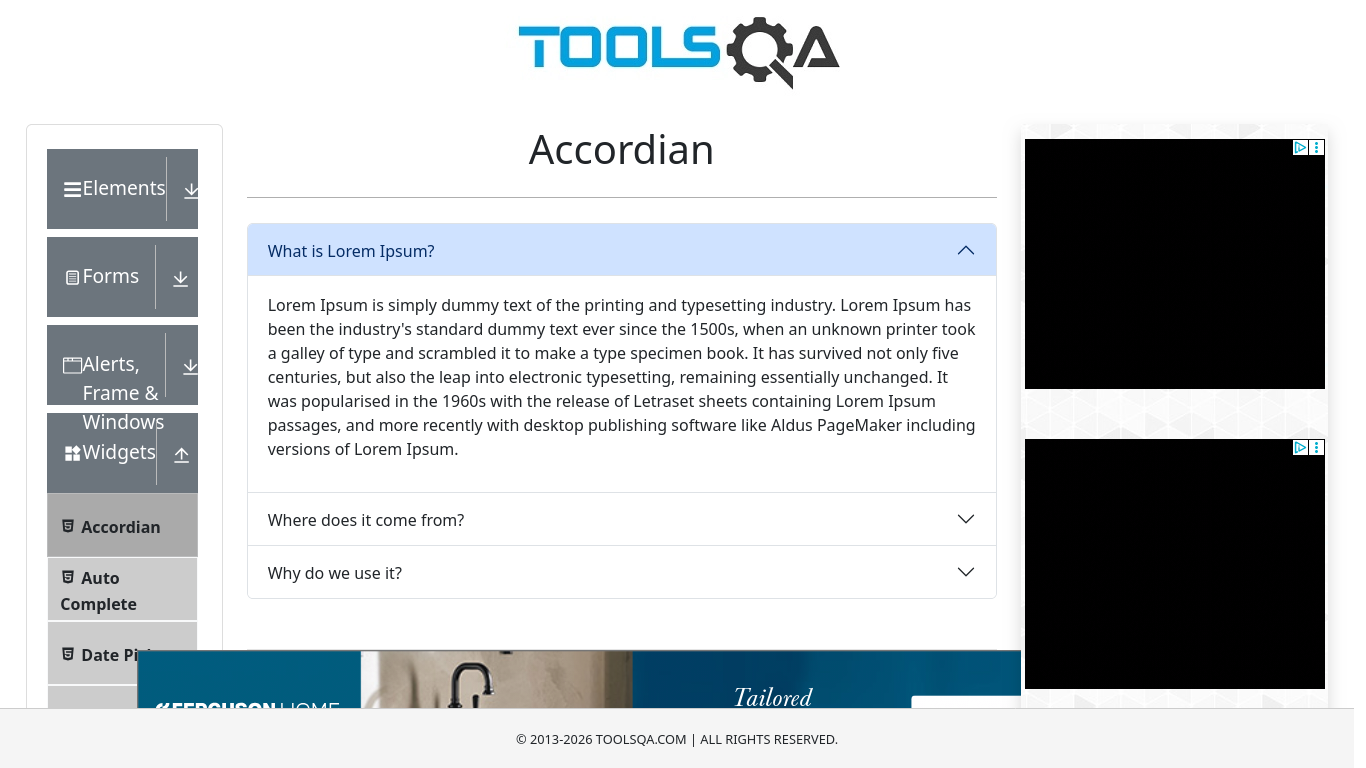 TOOLSQA
Accordian
Elements
Forms
Alerts,
Frame &
Windows
Widgets
Accordian
Auto
Complete
What is Lorem Ipsum?
Lorem Ipsum is simply dummy text of the printing and typesetting industry. Lorem Ipsum has
been the industry's standard dummy text ever since the 1500s, when an unknown printer took
a galley of type and scrambled it to make a type specimen book. It has survived not only five
centuries, but also the leap into electronic typesetting, remaining essentially unchanged. It
was popularised in the 1960s with the release of Letraset sheets containing Lorem Ipsum
passages, and more recently with desktop publishing software like Aldus PageMaker including
versions of Lorem Ipsum.
Where does it come from?
Why do we use it?
Date
FERGUSON HOME
Tailored
© 2013-2026 TOOLSQA.COM | ALL RIGHTS RESERVED.